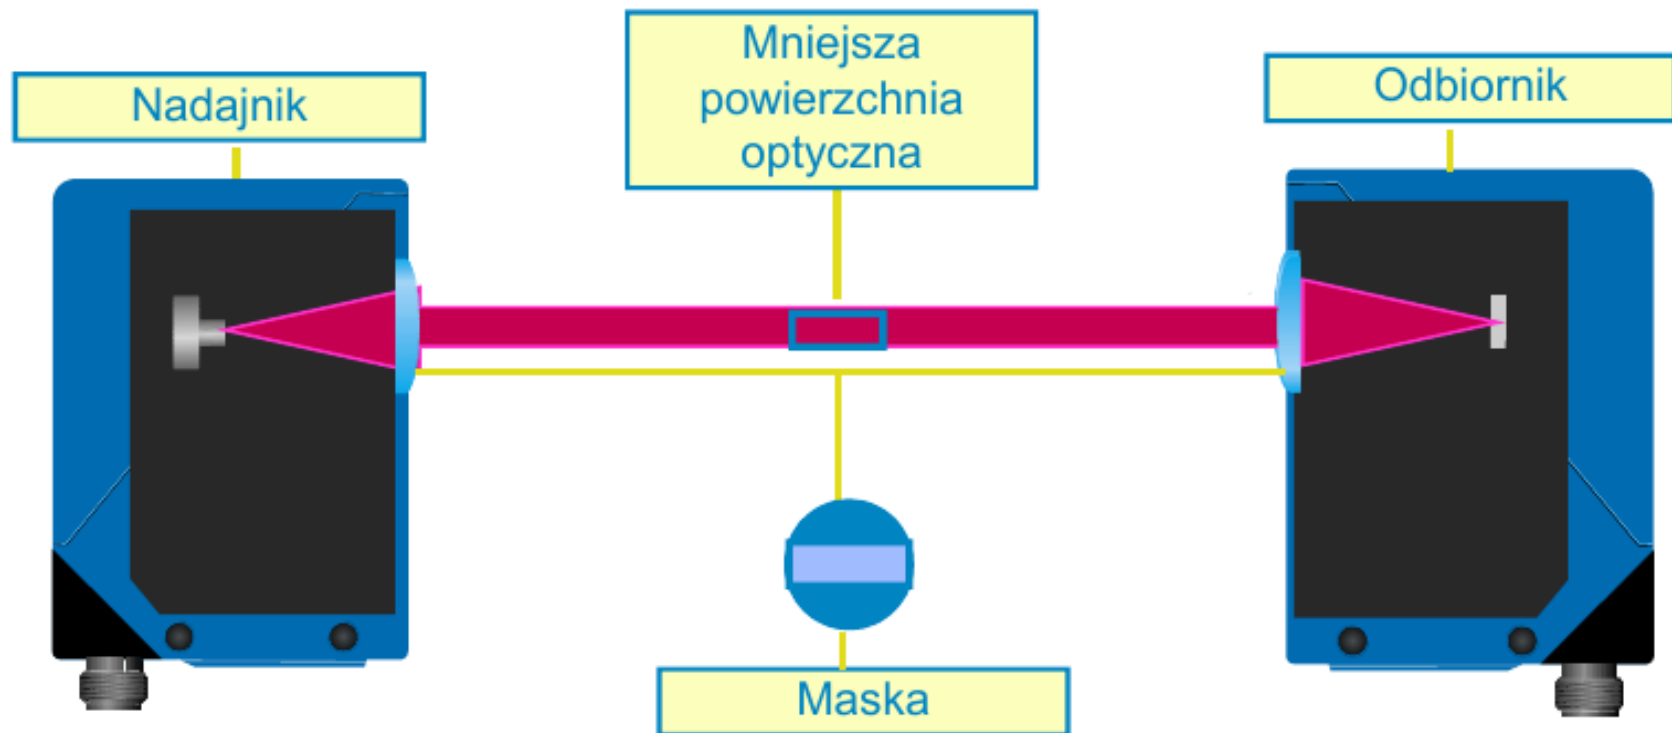 Nadajnik
Mniejsza
powierzchnia
optyczna
Odbiornik
Maska